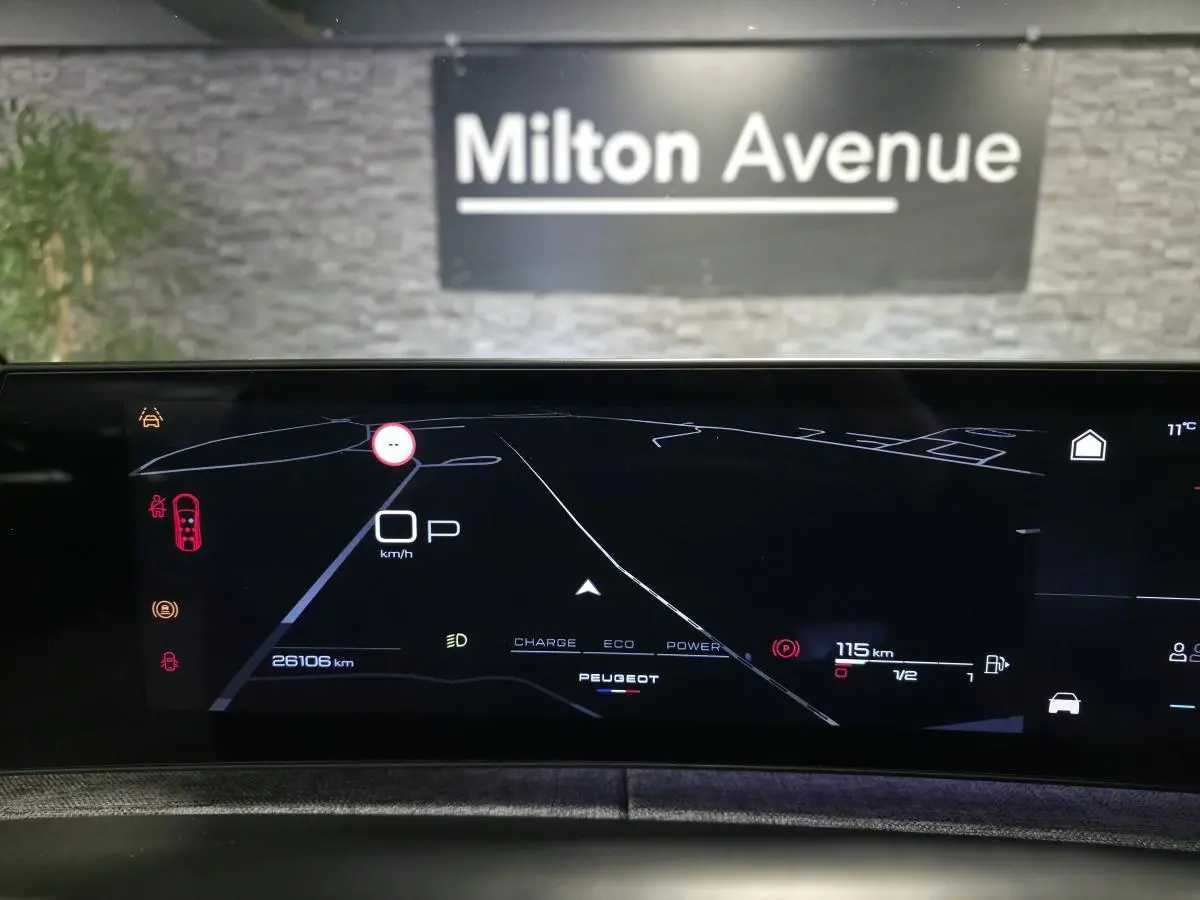 Milton Avenue
11°C
--
0 P
km/h
CHARGE ECO POWER
P
115 km
26106 km
0 1/2 1
PEUGEOT